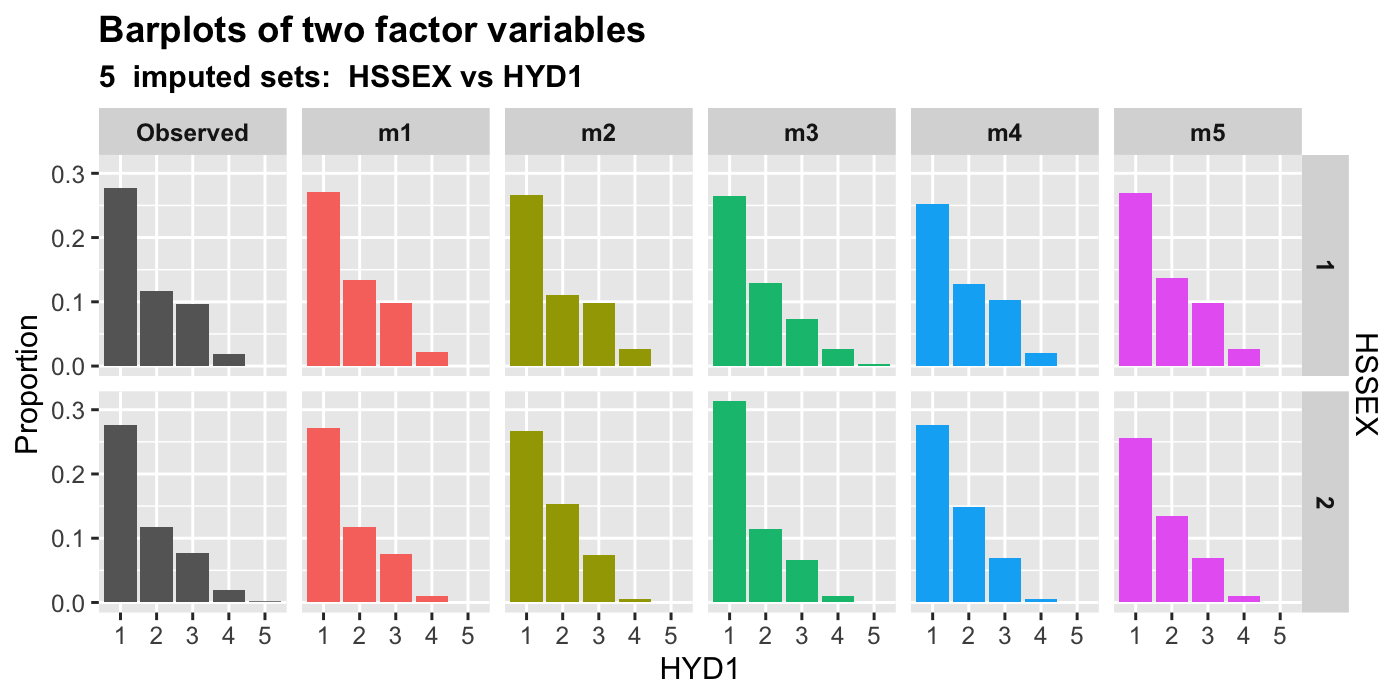 Barplots of two factor variables
5  imputed sets:  HSSEX vs HYD1
Observed m1 m2 m3 m4 m5
0.3
0.2
0.1
0.0
1
0.3
0.2
0.1
0.0
2
Proportion
HSSEX
1 2 3 4 5 1 2 3 4 5 1 2 3 4 5 1 2 3 4 5 1 2 3 4 5 1 2 3 4 5
HYD1